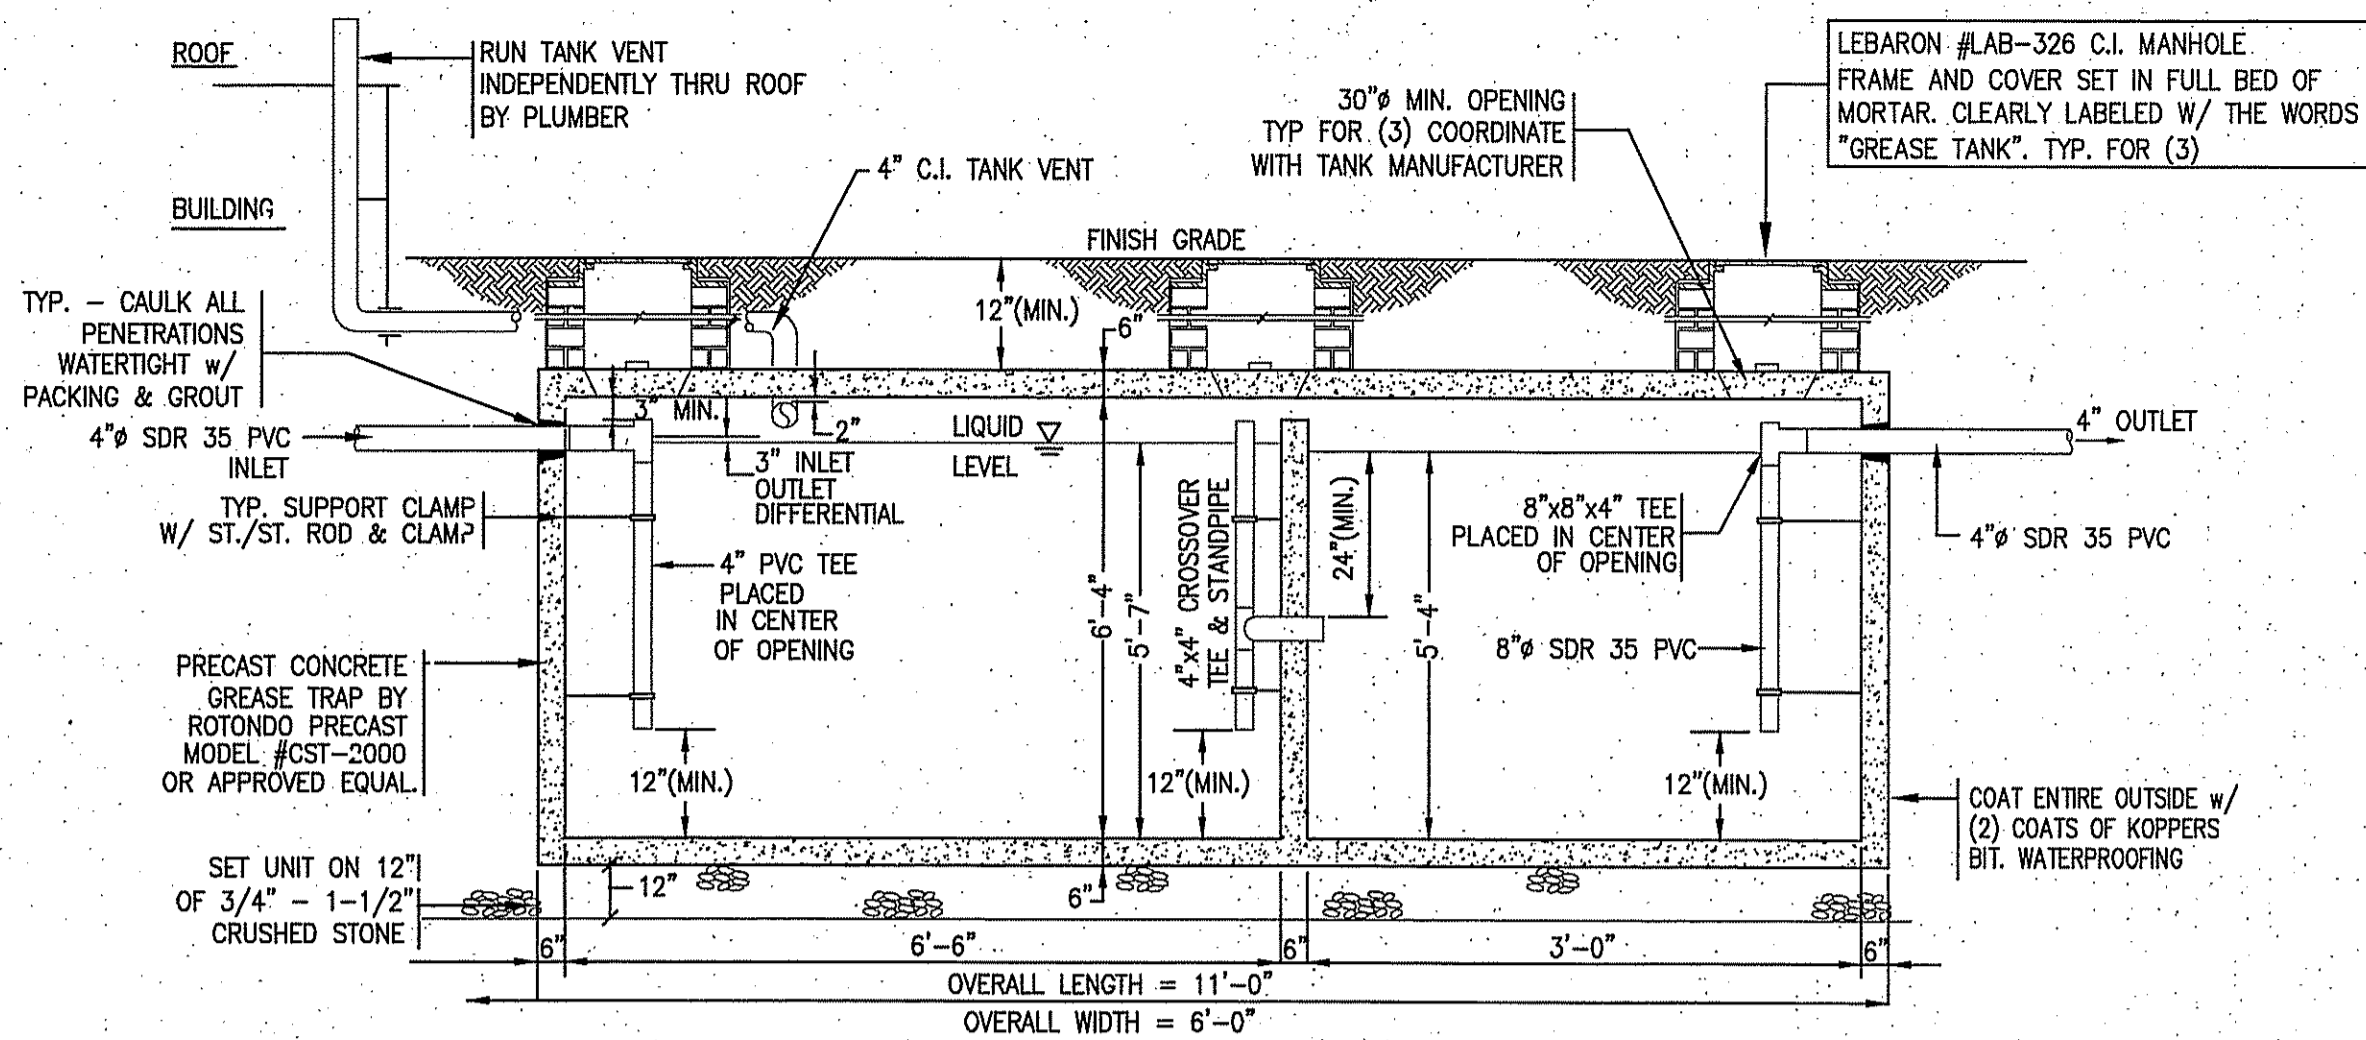 ROOF
RUN TANK VENT
INDEPENDENTLY THRU ROOF
BY PLUMBER
LEBARON #LAB-326 C.I. MANHOLE
FRAME AND COVER SET IN FULL BED OF
MORTAR. CLEARLY LABELED W/ THE WORDS
"GREASE TANK". TYP. FOR (3)
30"ø MIN. OPENING
TYP FOR (3) COORDINATE
WITH TANK MANUFACTURER
4" C.I. TANK VENT
BUILDING
FINISH GRADE
TYP. - CAULK ALL
PENETRATIONS
WATERTIGHT w/
PACKING & GROUT
12"(MIN.)
6"
3" MIN.
2"
4"ø SDR 35 PVC
INLET
LIQUID
LEVEL
4" OUTLET
3" INLET
OUTLET
DIFFERENTIAL
TYP. SUPPORT CLAMP
W/ ST./ST. ROD & CLAMP
4" PVC TEE
PLACED
IN CENTER
OF OPENING
6'-4"
5'-7"
4"x4" CROSSOVER
TEE & STANDPIPE
24"(MIN.)
5'-4"
8"x8"x4" TEE
PLACED IN CENTER
OF OPENING
4"ø SDR 35 PVC
8"ø SDR 35 PVC
PRECAST CONCRETE
GREASE TRAP BY
ROTONDO PRECAST
MODEL #CST-2000
OR APPROVED EQUAL.
12"(MIN.)
12"(MIN.)
12"(MIN.)
COAT ENTIRE OUTSIDE w/
(2) COATS OF KOPPERS
BIT. WATERPROOFING
SET UNIT ON 12"
OF 3/4" - 1-1/2"
CRUSHED STONE
12"
6"
6"
6'-6"
6"
3'-0"
6"
OVERALL LENGTH = 11'-0"
OVERALL WIDTH = 6'-0"